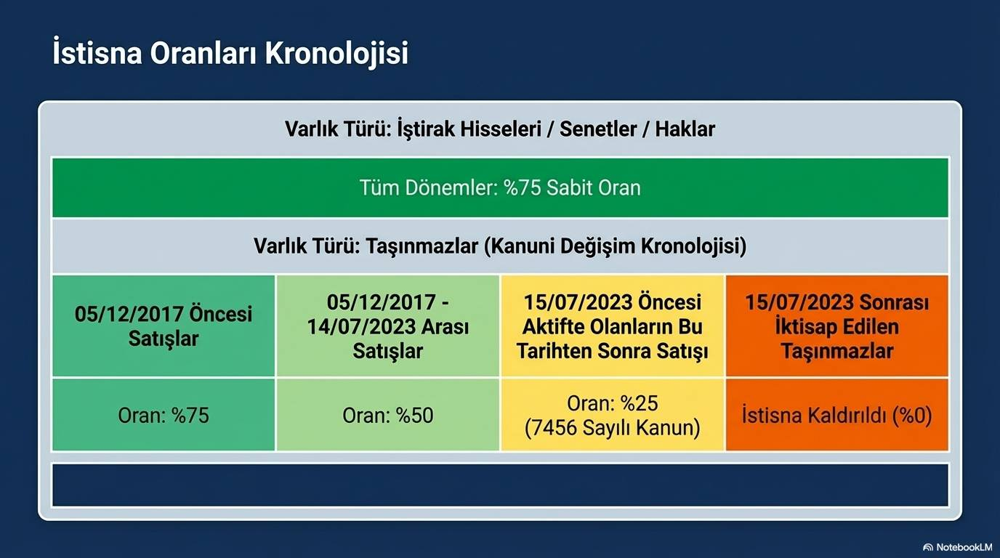 İstisna Oranları Kronolojisi
Varlık Türü: İştirak Hisseleri / Senetler / Haklar
Tüm Dönemler: %75 Sabit Oran
Varlık Türü: Taşınmazlar (Kanuni Değişim Kronolojisi)
05/12/2017 Öncesi
Satışlar
05/12/2017 -
14/07/2023 Arası
Satışlar
15/07/2023 Öncesi
Aktifte Olanların Bu
Tarihten Sonra Satışı
15/07/2023 Sonrası
İktisap Edilen
Taşınmazlar
Oran: %75
Oran: %50
Oran: %25
(7456 Sayılı Kanun)
İstisna Kaldırıldı (%0)
NotebookLM